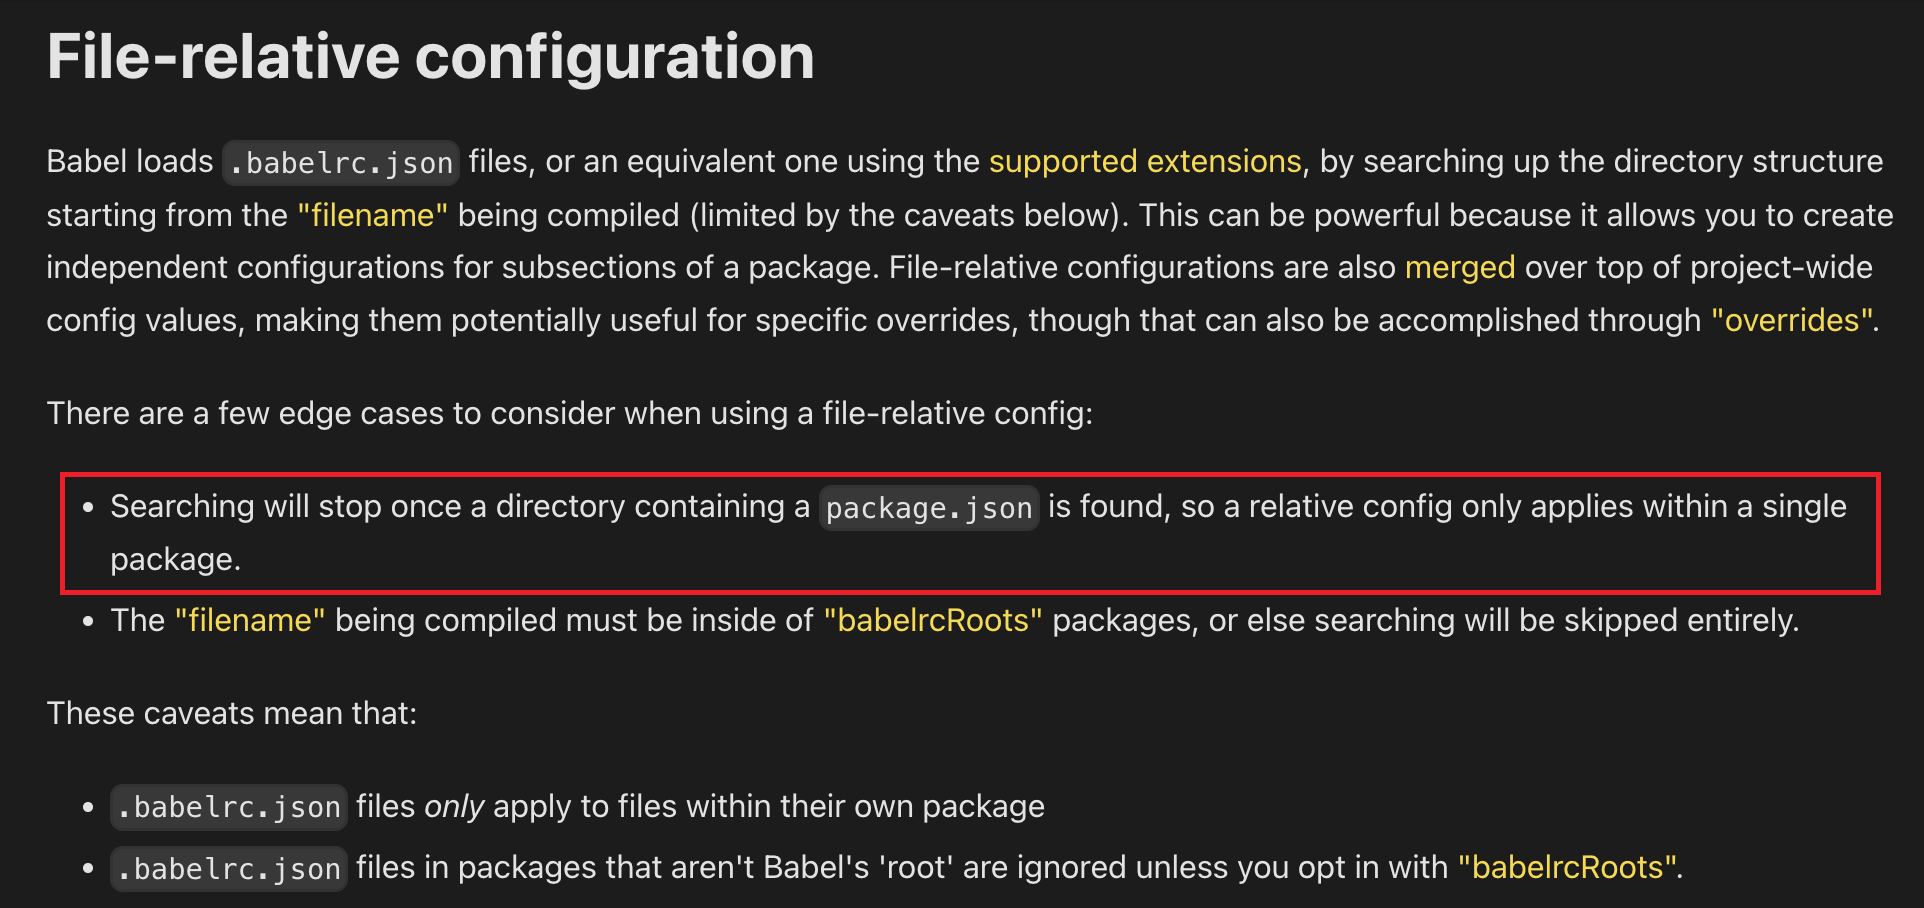 File-relative configuration
Babel loads .babelrc.json files, or an equivalent one using the supported extensions, by searching up the directory structure
starting from the "filename" being compiled (limited by the caveats below). This can be powerful because it allows you to create
independent configurations for subsections of a package. File-relative configurations are also merged over top of project-wide
config values, making them potentially useful for specific overrides, though that can also be accomplished through "overrides".
There are a few edge cases to consider when using a file-relative config:
• Searching will stop once a directory containing a package.json is found, so a relative config only applies within a single
package.
• The "filename" being compiled must be inside of "babelrcRoots" packages, or else searching will be skipped entirely.
These caveats mean that:
• .babelrc.json files only apply to files within their own package
• .babelrc.json files in packages that aren't Babel's 'root' are ignored unless you opt in with "babelrcRoots".